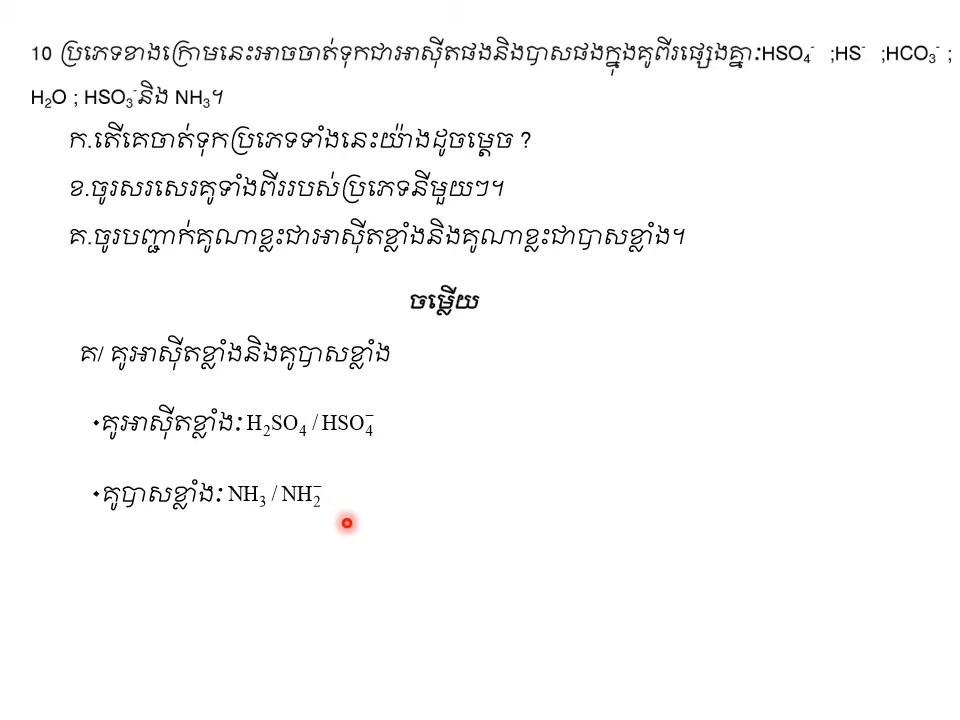 10 ប្រភេទខាងក្រោមនេះអាចចាត់ទុកជាអាស៊ីតផងនិងបាសផងក្នុងគូពីរផ្សេងគ្នា:HSO₄⁻ ;HS⁻ ;HCO₃⁻ ;
H₂O ; HSO₃⁻និង NH₃។
ក.តើគេចាត់ទុកប្រភេទទាំងនេះយ៉ាងដូចម្ដេច ?
ខ.ចូរសរសេរគូទាំងពីររបស់ប្រភេទនីមួយៗ។
គ.ចូរបញ្ជាក់គូណាខ្លះជាអាស៊ីតខ្លាំងនិងគូណាខ្លះជាបាសខ្លាំង។
ចម្លើយ
គ/ គូអាស៊ីតខ្លាំងនិងគូបាសខ្លាំង
•គូអាស៊ីតខ្លាំង: H₂SO₄ / HSO₄⁻
•គូបាសខ្លាំង: NH₃ / NH₂⁻